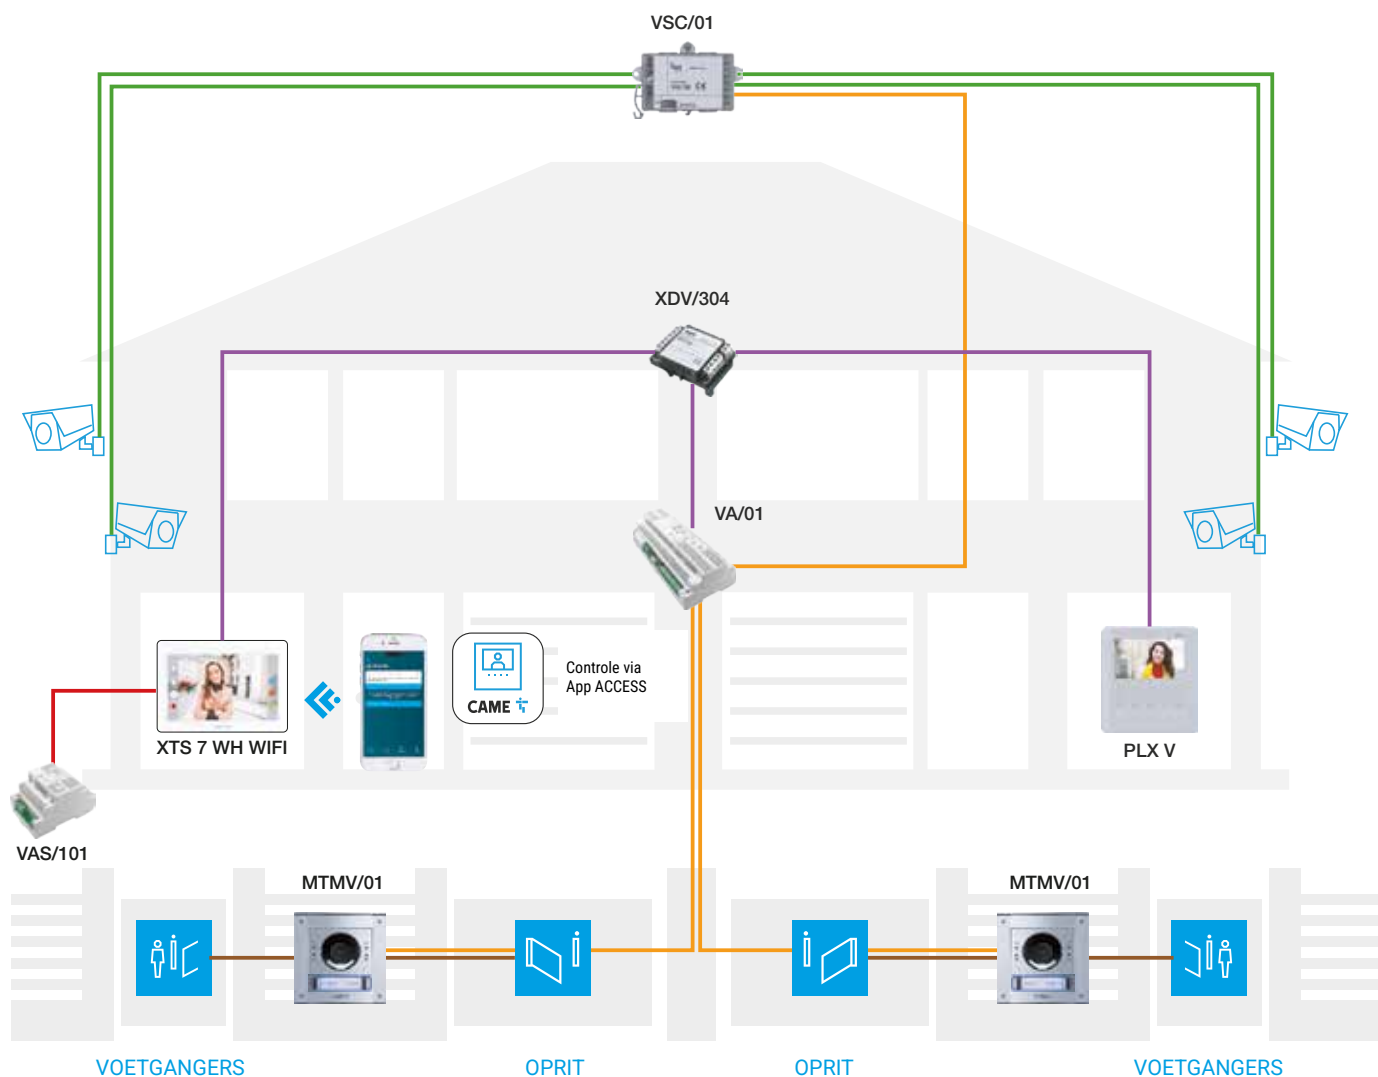 VSC/01
XDV/304
VA/01
Controle via
App ACCESS
CAME
XTS 7 WH WIFI
PLX V
VAS/101
MTMV/01
MTMV/01
VOETGANGERS
OPRIT
OPRIT
VOETGANGERS